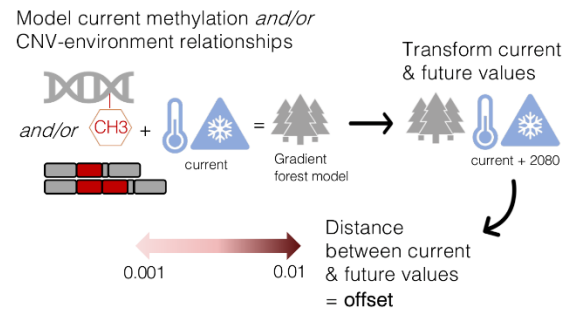 Model current methylation and/or
CNV-environment relationships
and/or
CH3
+
current
=
Gradient
forest model
Transform current
& future values
current + 2080
Distance
between current
& future values
= offset
0.001
0.01